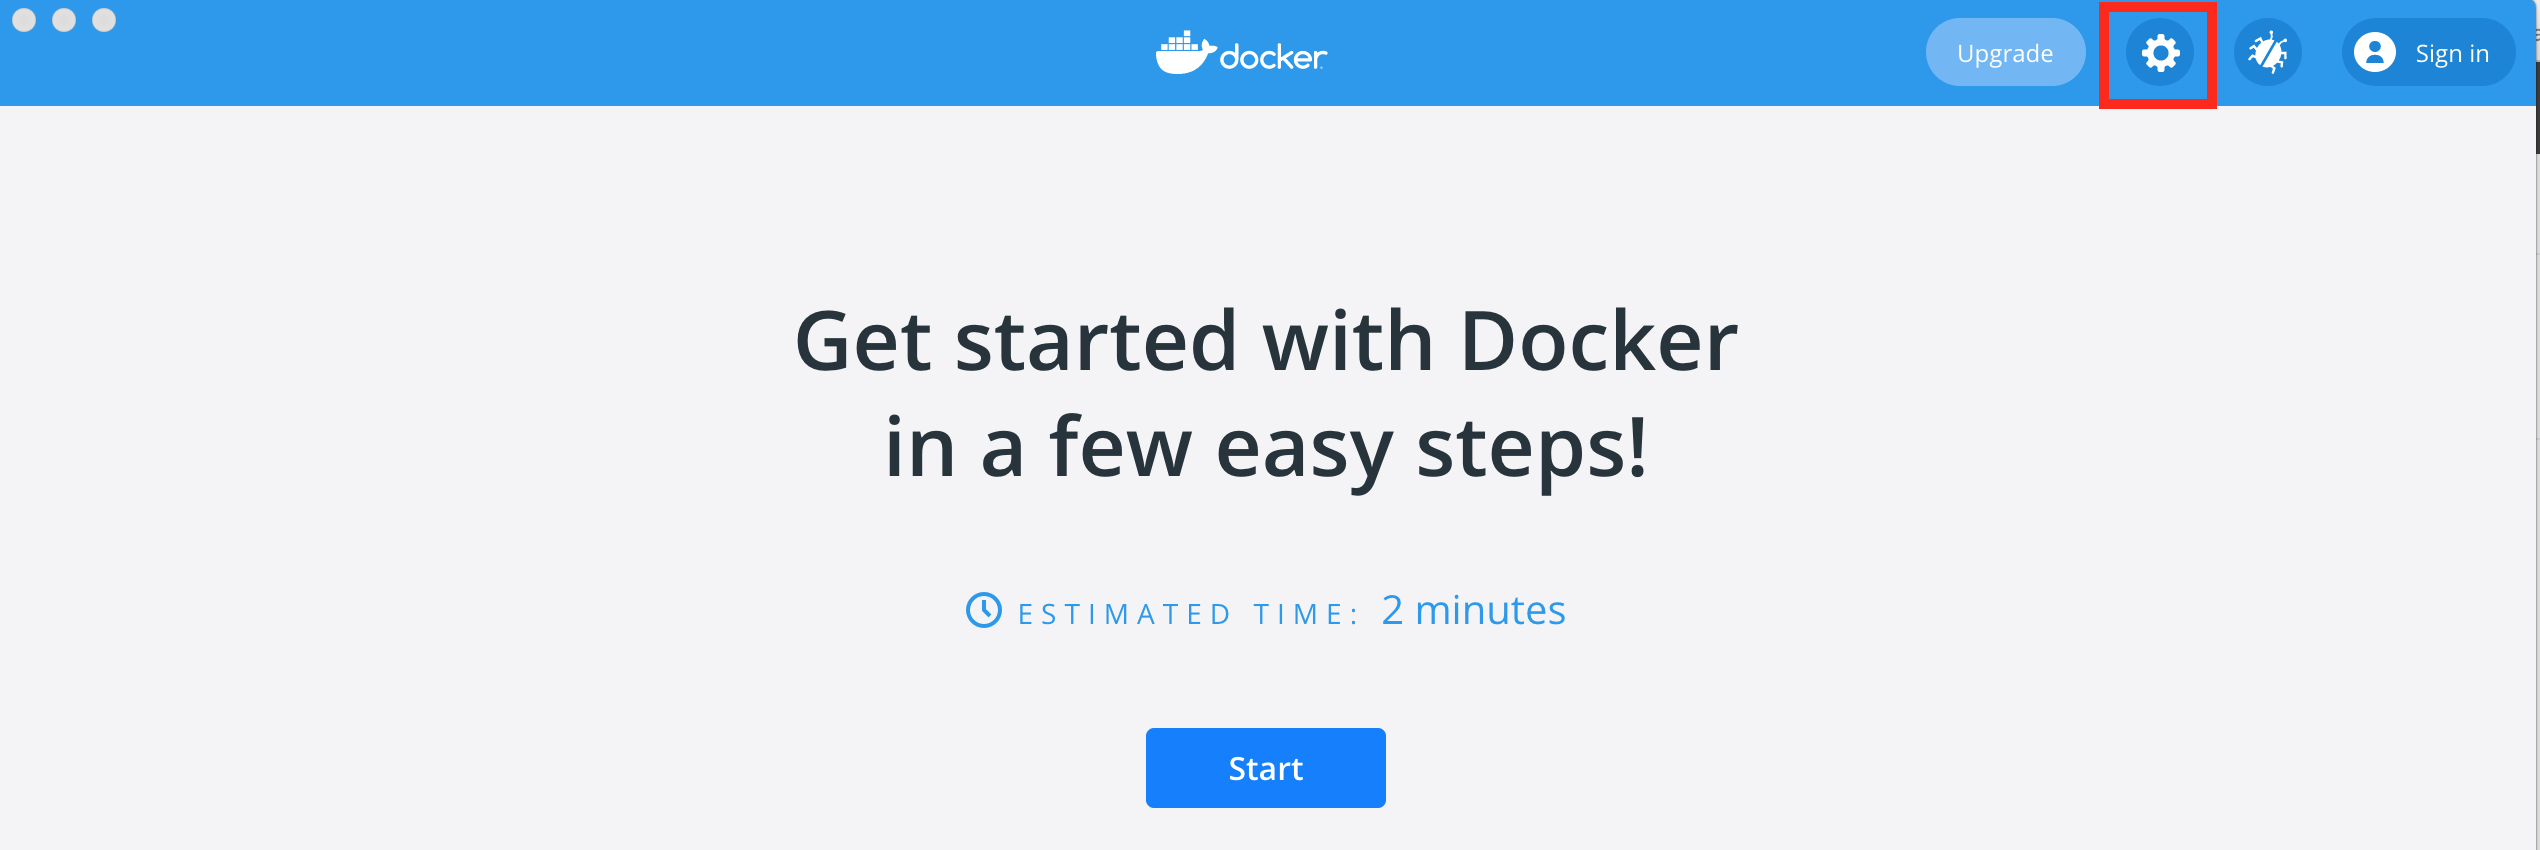 docker
Upgrade
Sign in
Get started with Docker
in a few easy steps!
ESTIMATED TIME: 2 minutes
Start